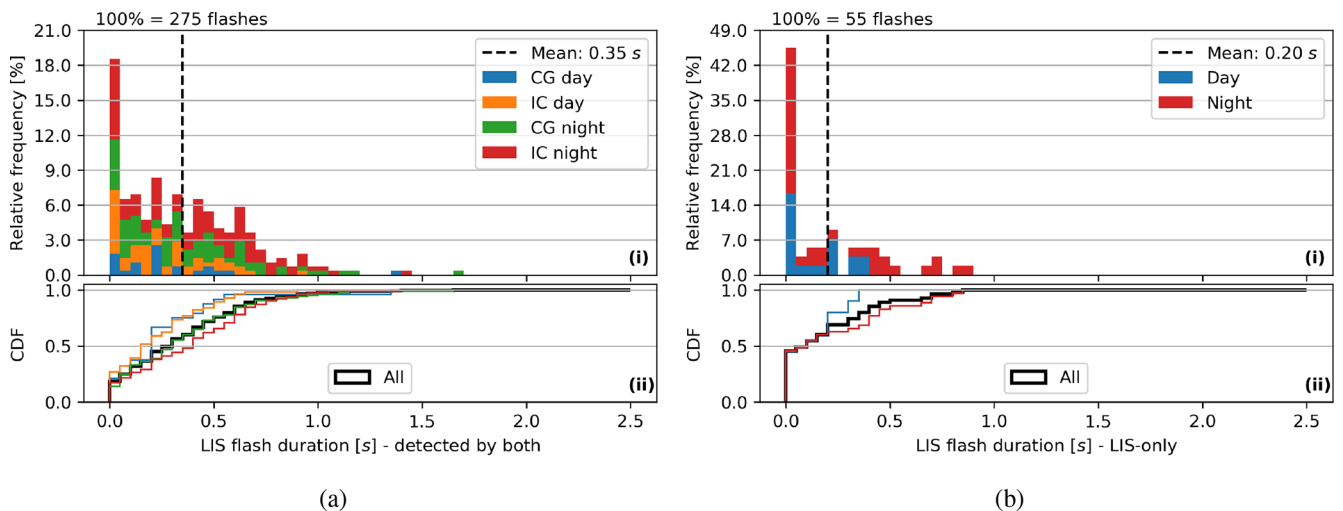 100% = 275 flashes
Relative frequency [%]
21.0
18.0
15.0
12.0
9.0
6.0
3.0
0.0
Mean: 0.35 s
CG day
IC day
CG night
IC night
(i)
CDF
1.0
0.5
0.0
All
(ii)
0.0 0.5 1.0 1.5 2.0 2.5
LIS flash duration [s] - detected by both
(a)
100% = 55 flashes
Relative frequency [%]
49.0
42.0
35.0
28.0
21.0
14.0
7.0
0.0
Mean: 0.20 s
Day
Night
(i)
CDF
1.0
0.5
0.0
All
(ii)
0.0 0.5 1.0 1.5 2.0 2.5
LIS flash duration [s] - LIS-only
(b)